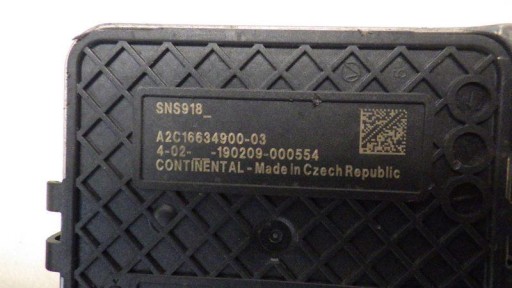 SNS918_
A2C16634900-03
4-02- -190209-000554
CONTINENTAL - Made in Czech Republic